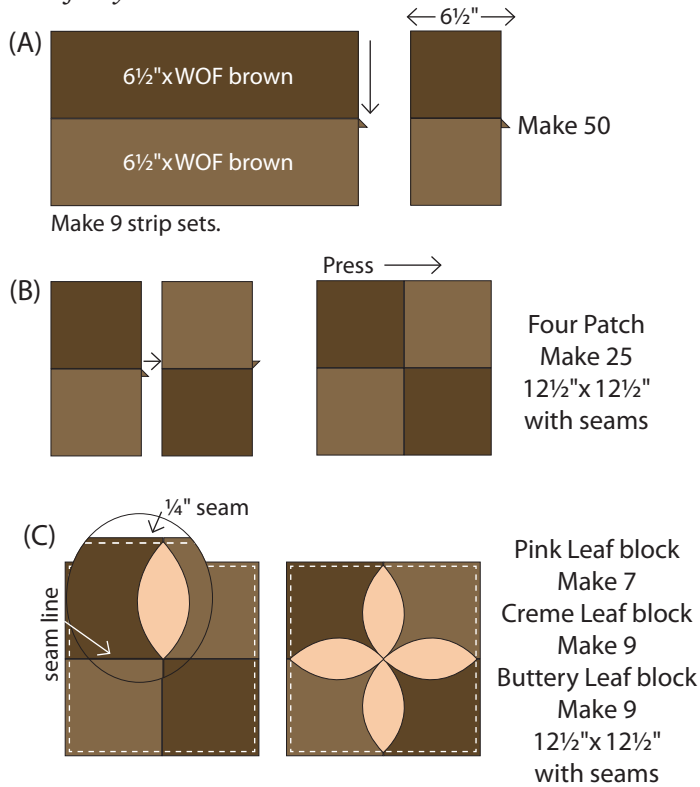 (A)
6½"x WOF brown
6½"x WOF brown
Make 9 strip sets.
6½"
Make 50
(B)
Press
Four Patch
Make 25
12½"x 12½"
with seams
(C)
¼" seam
seam line
Pink Leaf block
Make 7
Creme Leaf block
Make 9
Buttery Leaf block
Make 9
12½"x 12½"
with seams